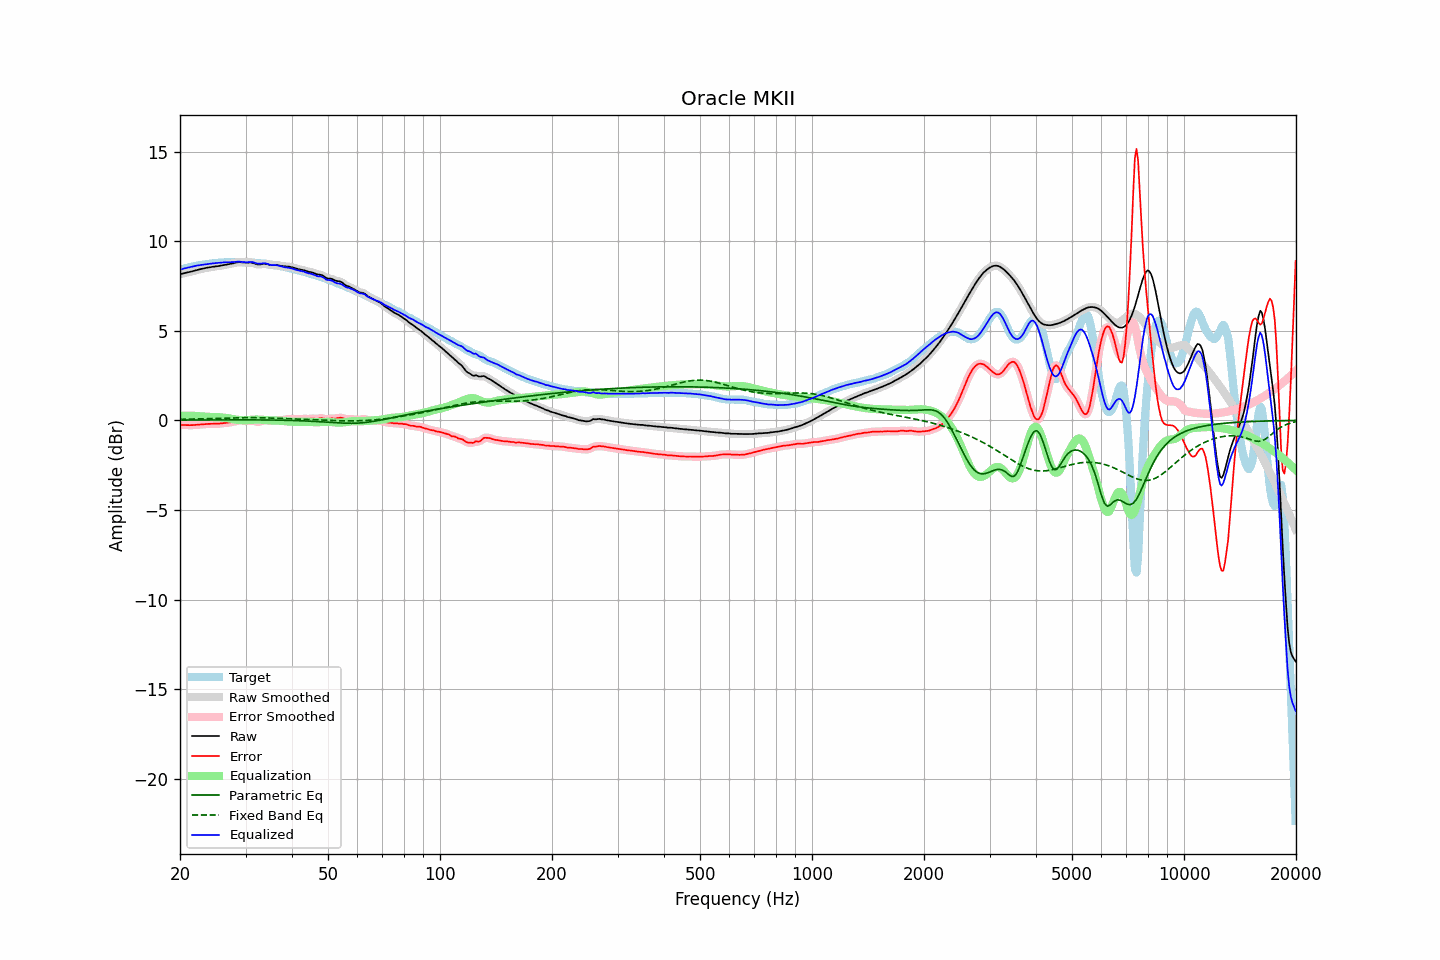 Oracle MKII
15
10
5
0
−5
−10
−15
−20
Amplitude (dBr)
Target
Raw Smoothed
Error Smoothed
Raw
Error
Equalization
Parametric Eq
Fixed Band Eq
Equalized
20 50 100 200 500 1000 2000 5000 10000 20000
Frequency (Hz)